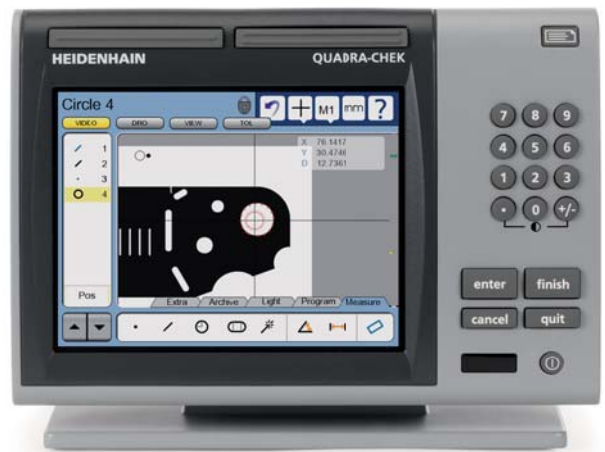 HEIDENHAIN QUADRA-CHEK
Circle 4
M1 mm ?
VIDEO DRO VIEW TOL
X 76.1417
Y 30.4746
D 12.7361
1
2
3
4
Pos
Extra Archive Light Program Measure
7 8 9
4 5 6
1 2 3
. 0 +/-
enter finish
cancel quit